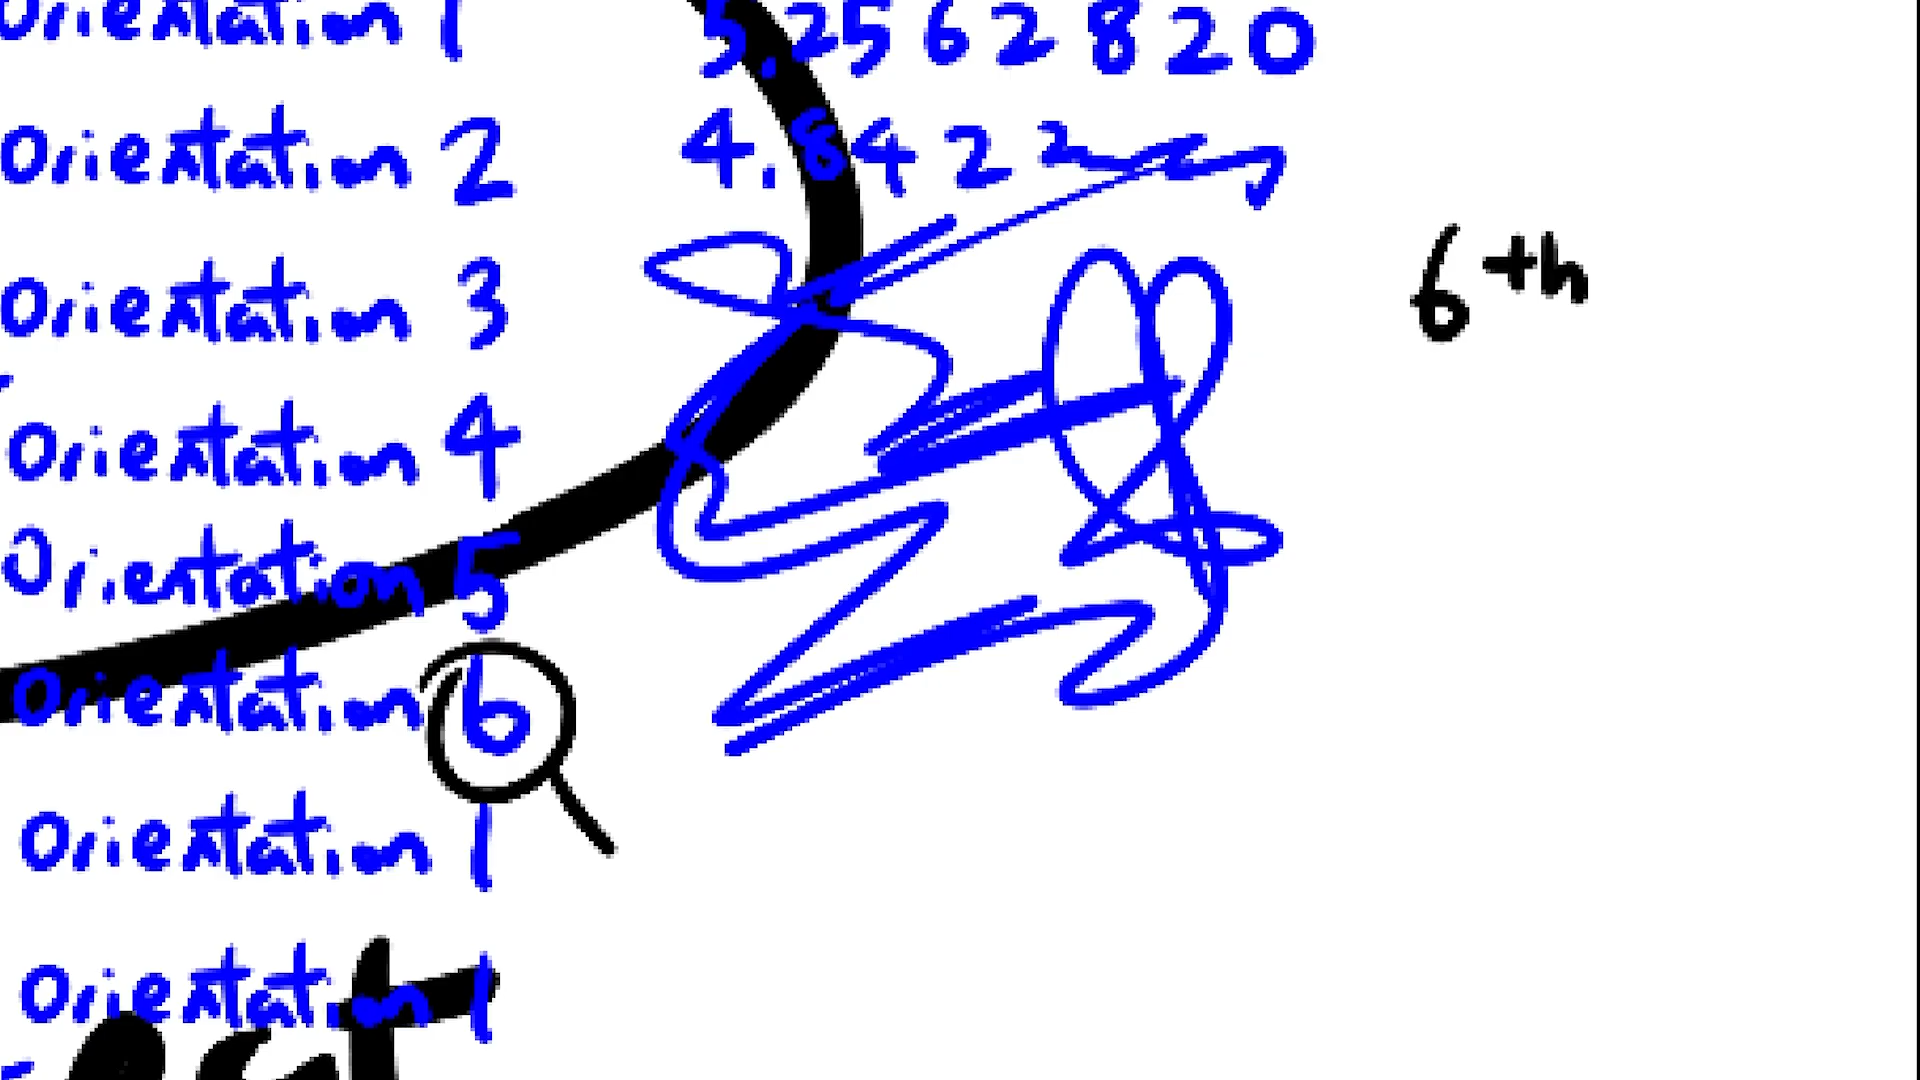 Orientation 1 5.2562820
Orientation 2 4.8422
6th
Orientation 3
Orientation 4
Orientation 5
Orientation 6
Orientation 1
Orientation 1